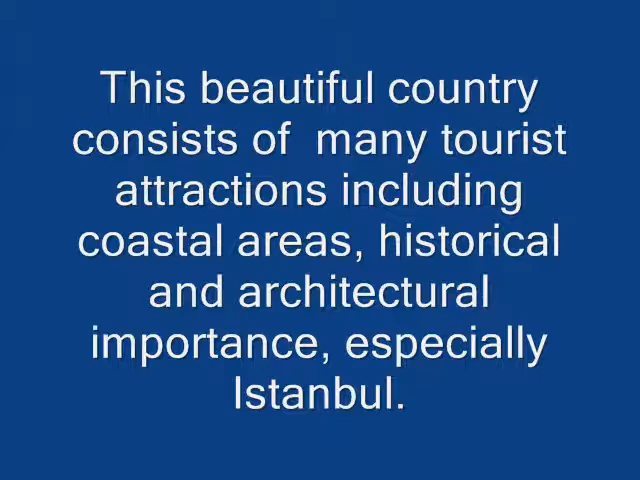 This beautiful country
consists of  many tourist
attractions including
coastal areas, historical
and architectural
importance, especially
Istanbul.